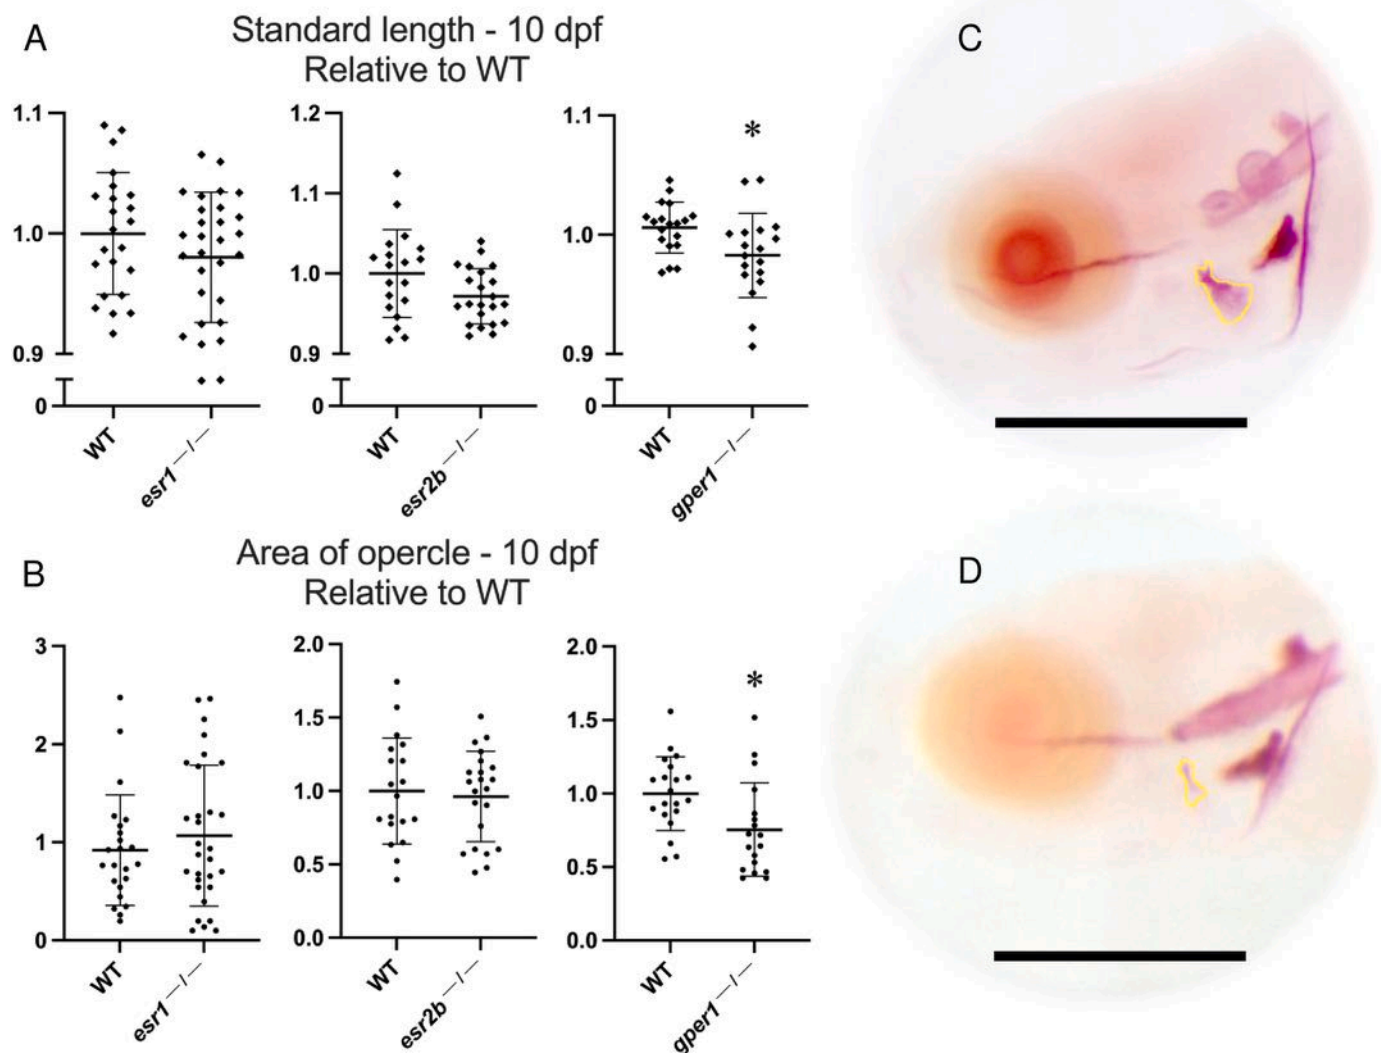 A
Standard length - 10 dpf
Relative to WT
1.1
1.0
0.9
0
WT
esr1 —/—
1.2
1.1
1.0
0.9
0
WT
esr2b —/—
1.1
1.0
0.9
0
*
WT
gper1 —/—
B
Area of opercle - 10 dpf
Relative to WT
3
2
1
0
WT
esr1 —/—
2.0
1.5
1.0
0.5
0.0
WT
esr2b —/—
2.0
1.5
1.0
0.5
0.0
*
WT
gper1 —/—
C
D